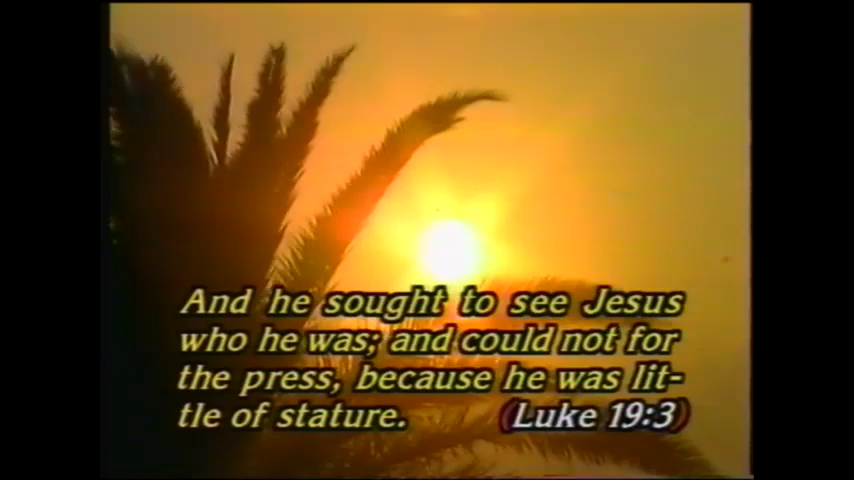 And he sought to see Jesus
who he was; and could not for
the press, because he was lit-
tle of stature. (Luke 19:3)